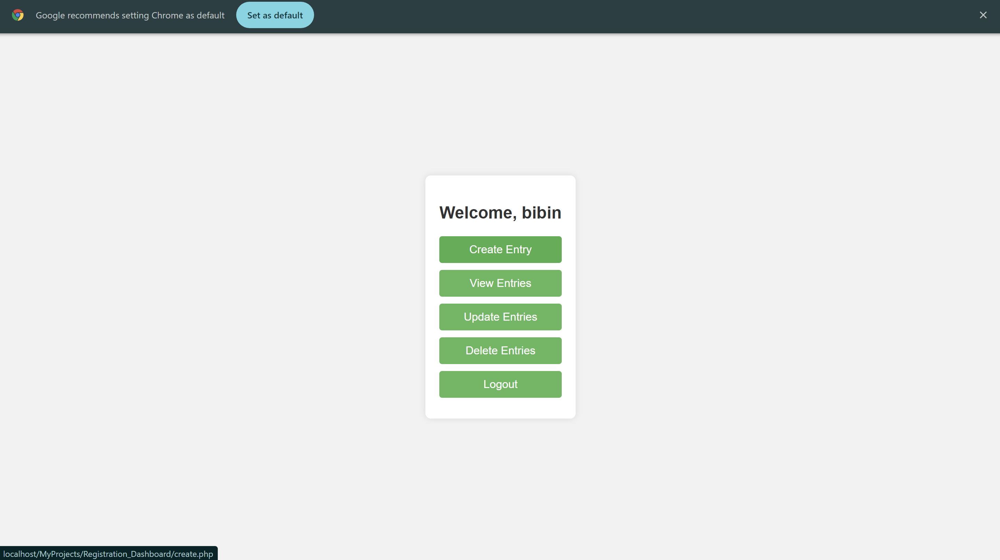 Google recommends setting Chrome as default
Set as default
Welcome, bibin
Create Entry
View Entries
Update Entries
Delete Entries
Logout
localhost/MyProjects/Registration_Dashboard/create.php